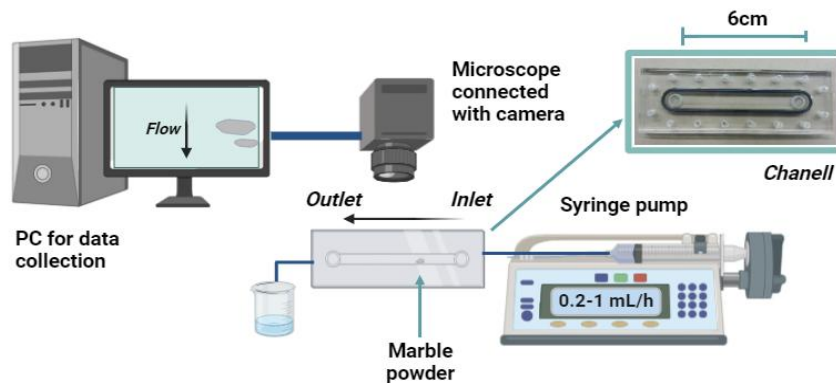 6cm
Microscope
connected
with camera
Flow
Chanell
Outlet
Inlet
Syringe pump
PC for data
collection
0.2-1 mL/h
Marble
powder